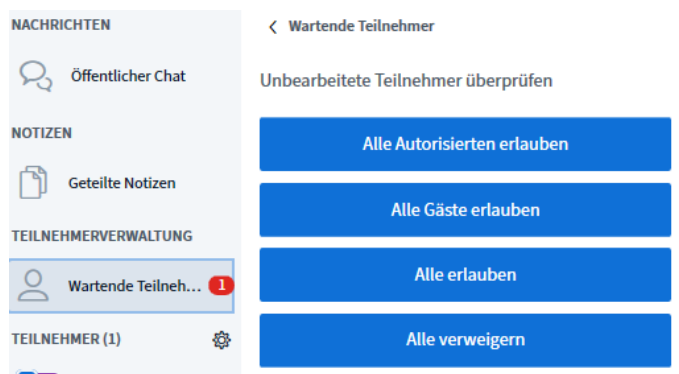 NACHRICHTEN
Öffentlicher Chat
NOTIZEN
Geteilte Notizen
TEILNEHMERVERWALTUNG
Wartende Teilneh... 1
TEILNEHMER (1)
< Wartende Teilnehmer
Unbearbeitete Teilnehmer überprüfen
Alle Autorisierten erlauben
Alle Gäste erlauben
Alle erlauben
Alle verweigern